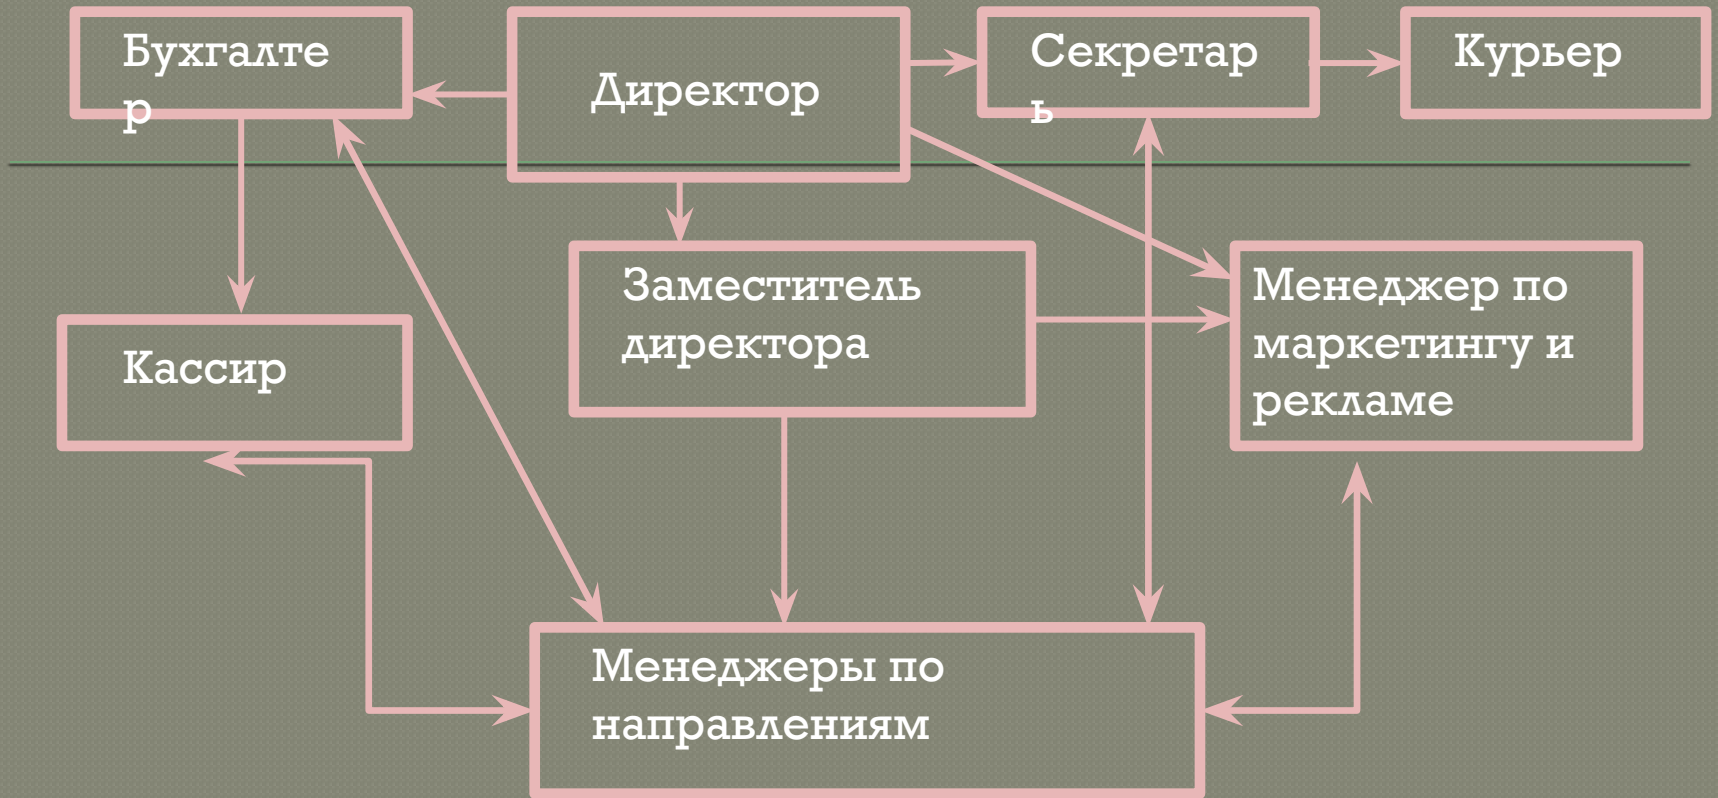 Бухгалте
р
Директор
Секретар
ь
Курьер
Заместитель
директора
Менеджер по
маркетингу и
рекламе
Кассир
Менеджеры по
направлениям